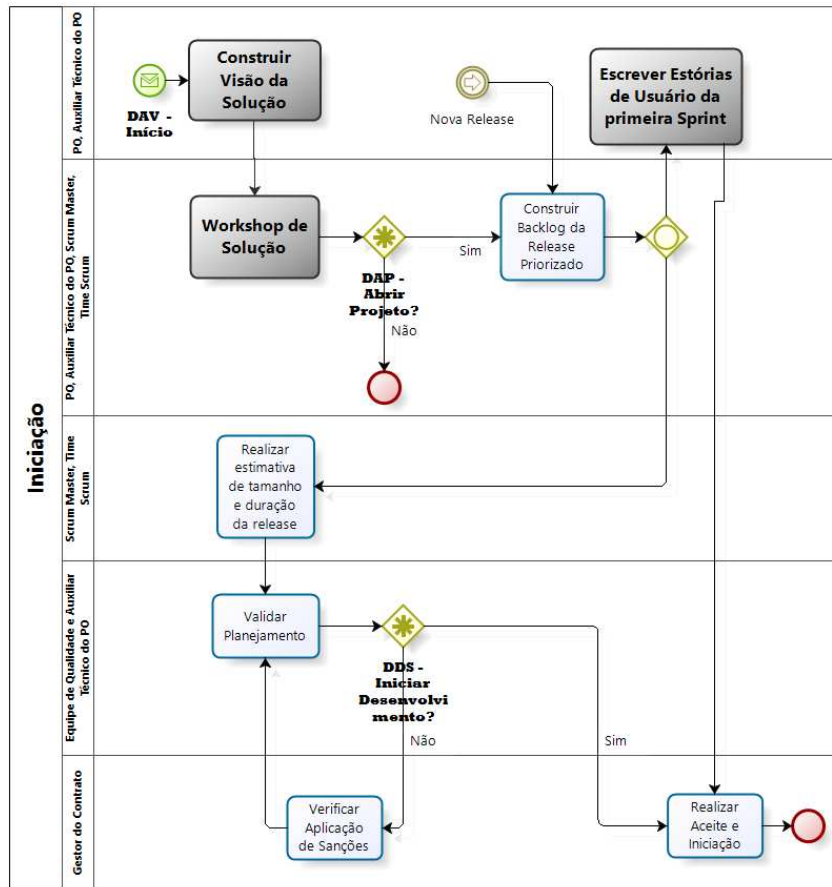 Iniciação
PO, Auxiliar Técnico do PO
DAV -
Início
Construir
Visão da
Solução
Nova Release
Escrever Estórias
de Usuário da
primeira Sprint
PO, Auxiliar Técnico do PO, Scrum Master,
Time Scrum
Workshop de
Solução
DAP -
Abrir
Projeto?
Sim
Não
Construir
Backlog da
Release
Priorizado
Scrum Master, Time
Scrum
Realizar
estimativa
de tamanho
e duração
da release
Equipe de Qualidade e Auxiliar
Técnico do PO
Validar
Planejamento
DDS -
Iniciar
Desenvolvi
mento?
Não
Sim
Gestor do Contrato
Verificar
Aplicação
de Sanções
Realizar
Aceite e
Iniciação